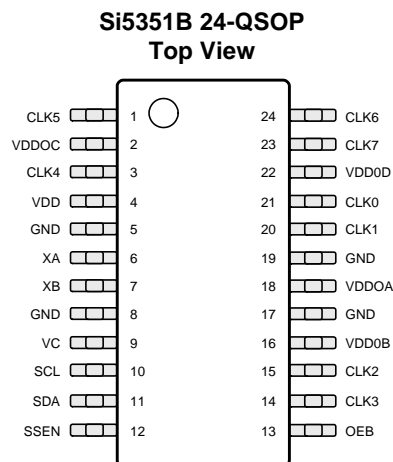 Si5351B 24-QSOP
Top View
CLK5 1 24 CLK6
VDDOC 2 23 CLK7
CLK4 3 22 VDD0D
VDD 4 21 CLK0
GND 5 20 CLK1
XA 6 19 GND
XB 7 18 VDDOA
GND 8 17 GND
VC 9 16 VDD0B
SCL 10 15 CLK2
SDA 11 14 CLK3
SSEN 12 13 OEB